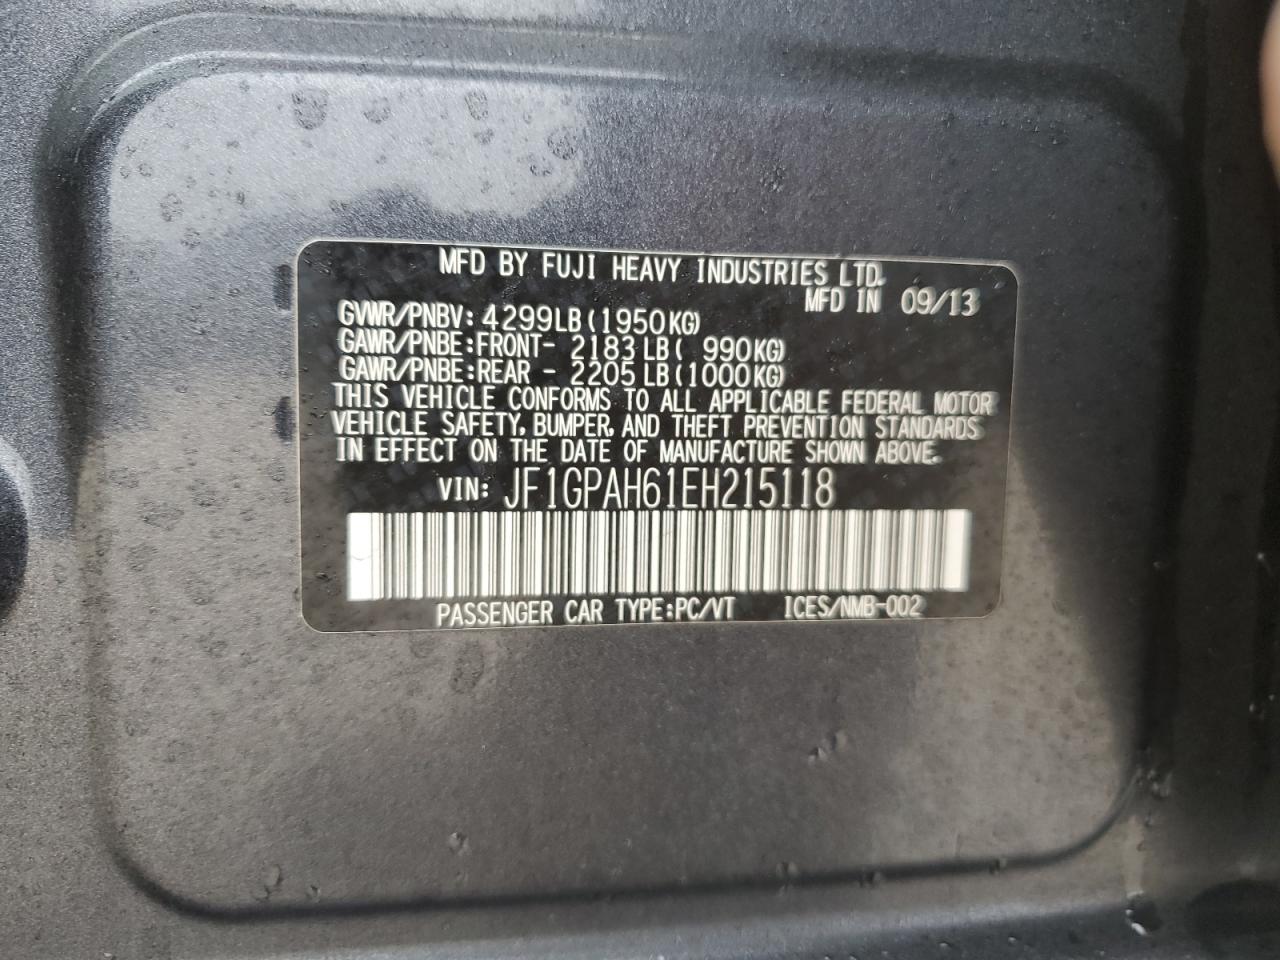 MFD BY FUJI HEAVY INDUSTRIES LTD.
MFD IN 09/13
GVWR/PNBV: 4299LB(1950KG)
GAWR/PNBE:FRONT- 2183LB( 990KG)
GAWR/PNBE:REAR - 2205LB(1000KG)
THIS VEHICLE CONFORMS TO ALL APPLICABLE FEDERAL MOTOR
VEHICLE SAFETY, BUMPER, AND THEFT PREVENTION STANDARDS
IN EFFECT ON THE DATE OF MANUFACTURE SHOWN ABOVE.
VIN: JF1GPAH61EH215118
PASSENGER CAR TYPE:PC/VT ICES/NMB-002